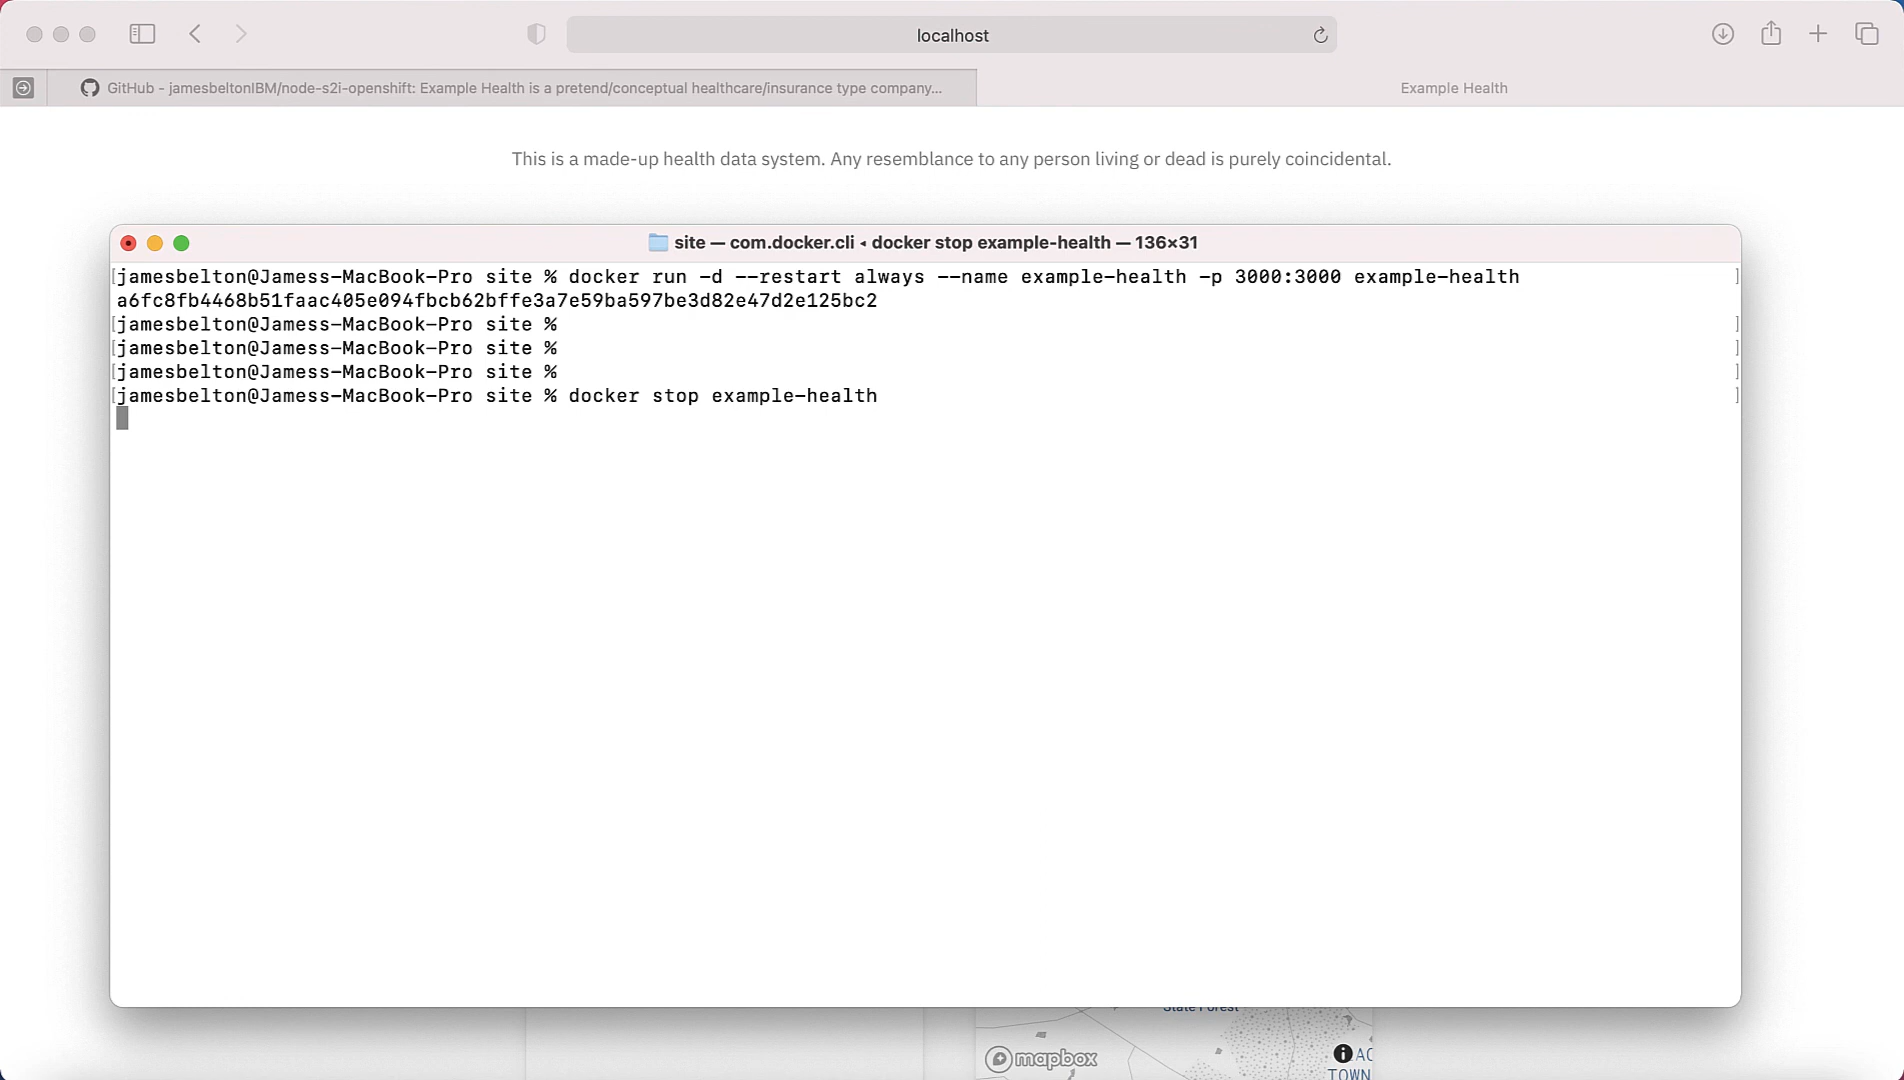 localhost
GitHub - jamesbeltonIBM/node-s2i-openshift: Example Health is a pretend/conceptual healthcare/insurance type company...
Example Health
This is a made-up health data system. Any resemblance to any person living or dead is purely coincidental.
site — com.docker.cli ◂ docker stop example-health — 136×31
[jamesbelton@Jamess-MacBook-Pro site % docker run -d --restart always --name example-health -p 3000:3000 example-health ]
a6fc8fb4468b51faac405e094fbcb62bffe3a7e59ba597be3d82e47d2e125bc2
[jamesbelton@Jamess-MacBook-Pro site % ]
[jamesbelton@Jamess-MacBook-Pro site % ]
[jamesbelton@Jamess-MacBook-Pro site % ]
[jamesbelton@Jamess-MacBook-Pro site % docker stop example-health ]
State Forest
mapbox
AC
TOWN